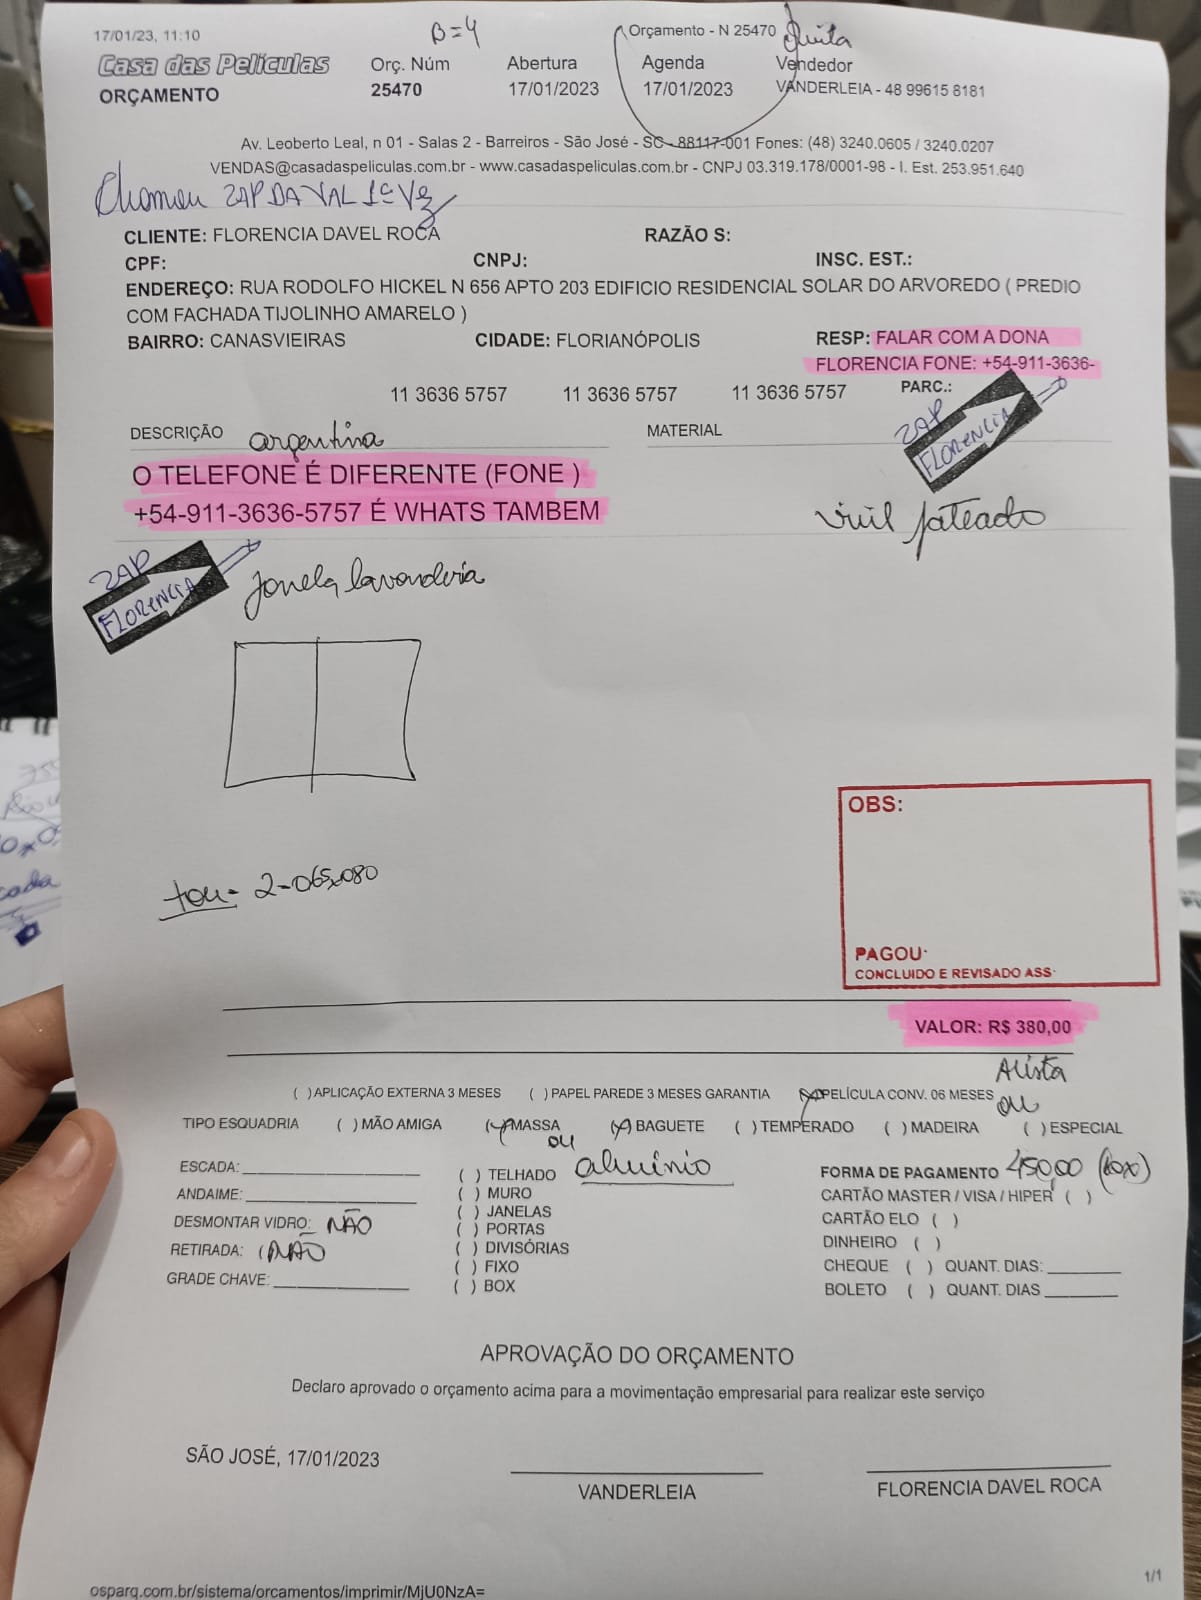 17/01/23, 11:10
B=4
Orçamento - N 25470
Quita
Casa das Películas
Orç. Núm
Abertura
Agenda
Vendedor
ORÇAMENTO
25470
17/01/2023
17/01/2023
VANDERLEIA - 48 99615 8181
Av. Leoberto Leal, n 01 - Salas 2 - Barreiros - São José - SC - 88117-001 Fones: (48) 3240.0605 / 3240.0207
VENDAS@casadaspeliculas.com.br - www.casadaspeliculas.com.br - CNPJ 03.319.178/0001-98 - I. Est. 253.951.640
Chamou ZAP DA VAL 1º Vez
CLIENTE: FLORENCIA DAVEL ROCA
RAZÃO S:
CPF:
CNPJ:
INSC. EST.:
ENDEREÇO: RUA RODOLFO HICKEL N 656 APTO 203 EDIFICIO RESIDENCIAL SOLAR DO ARVOREDO ( PREDIO
COM FACHADA TIJOLINHO AMARELO )
BAIRRO: CANASVIEIRAS
CIDADE: FLORIANÓPOLIS
RESP: FALAR COM A DONA
FLORENCIA FONE: +54-911-3636-
11 3636 5757
11 3636 5757
11 3636 5757
PARC.:
DESCRIÇÃO
argentina
MATERIAL
ZAP
FLORENCIA
O TELEFONE É DIFERENTE (FONE )
+54-911-3636-5757 É WHATS TAMBEM
vinil jateado
ZAP
FLORENCIA
janela lavanderia
OBS:
2-065x080
PAGOU
CONCLUIDO E REVISADO ASS
VALOR: R$ 380,00
Avista
( ) APLICAÇÃO EXTERNA 3 MESES
( ) PAPEL PAREDE 3 MESES GARANTIA
(X) PELÍCULA CONV. 06 MESES
ou
TIPO ESQUADRIA
( ) MÃO AMIGA
(X) MASSA
(X) BAGUETE
( ) TEMPERADO
( ) MADEIRA
( ) ESPECIAL
ou
alumínio
ESCADA:
ANDAIME:
DESMONTAR VIDRO: NÃO
RETIRADA: ( NÃO
GRADE CHAVE:
( ) TELHADO
( ) MURO
( ) JANELAS
( ) PORTAS
( ) DIVISÓRIAS
( ) FIXO
( ) BOX
FORMA DE PAGAMENTO 450,00
CARTÃO MASTER / VISA / HIPER ( )
CARTÃO ELO ( )
DINHEIRO ( )
CHEQUE ( ) QUANT. DIAS:
BOLETO ( ) QUANT. DIAS
APROVAÇÃO DO ORÇAMENTO
Declaro aprovado o orçamento acima para a movimentação empresarial para realizar este serviço
SÃO JOSÉ, 17/01/2023
VANDERLEIA
FLORENCIA DAVEL ROCA
1/1
osparq.com.br/sistema/orcamentos/imprimir/MjU0NzA=